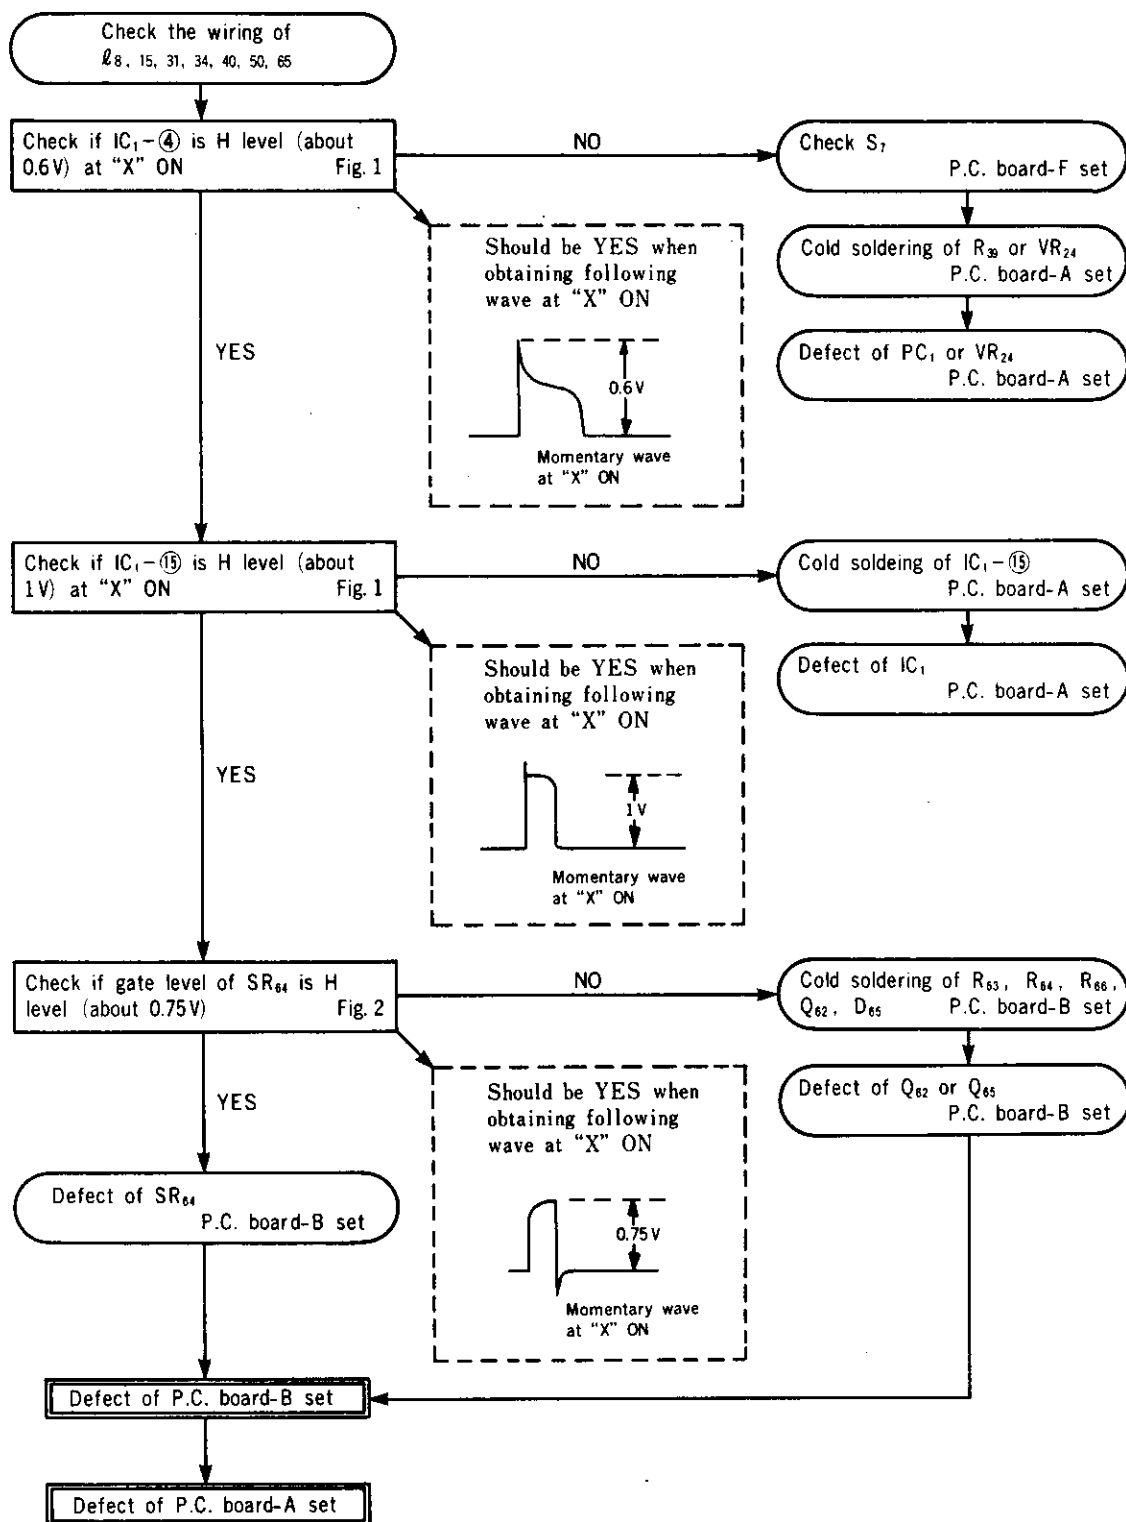 Check the wiring of
ℓ8, 15, 31, 34, 40, 50, 65
Check if IC₁-④ is H level (about
0.6V) at “X” ON Fig. 1
NO
Check S₇
P.C. board-F set
Should be YES when
obtaining following
wave at “X” ON
0.6V
Momentary wave
at “X” ON
Cold soldering of R₃₉ or VR₂₄
P.C. board-A set
YES
Defect of PC₁ or VR₂₄
P.C. board-A set
Check if IC₁-⑮ is H level (about
1V) at “X” ON Fig. 1
NO
Cold soldeing of IC₁-⑮
P.C. board-A set
Should be YES when
obtaining following
wave at “X” ON
1V
Momentary wave
at “X” ON
Defect of IC₁
P.C. board-A set
YES
Check if gate level of SR₆₄ is H
level (about 0.75V) Fig. 2
NO
Cold soldering of R₆₃, R₆₄, R₆₆,
Q₆₂, D₆₅ P.C. board-B set
Should be YES when
obtaining following
wave at “X” ON
0.75V
Momentary wave
at “X” ON
Defect of Q₆₂ or Q₆₅
P.C. board-B set
YES
Defect of SR₆₄
P.C. board-B set
Defect of P.C. board-B set
Defect of P.C. board-A set